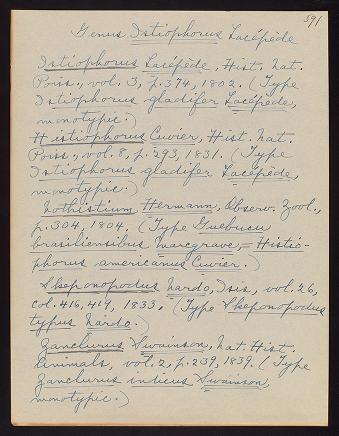 591
Genus Istiophorus Lacépède
Istiophorus Lacépède, Hist. Nat.
Poiss., vol. 3, p. 374, 1802. (Type
Istiophorus gladifer Lacépède,
monotypic.)
Histiophorus Cuvier, Hist. Nat.
Poiss., vol. 8, p. 293, 1831. (Type
Istiophorus gladifer Lacépède,
monotypic.)
Nothistium Hermann, Observ. Zool.,
p. 304, 1804. (Type Guebucu
brasiliensibus Marcgrave, = Histio-
phorus americanus Cuvier.)
Skeponopodus Nardo, Isis, vol. 26,
col. 416, 419, 1833. (Type Skeponopodus
typus Nardo.)
Zanclurus Swainson, Nat. Hist.
Animals, vol. 2, p. 239, 1839. (Type
Zanclurus indicus Swainson,
monotypic.)